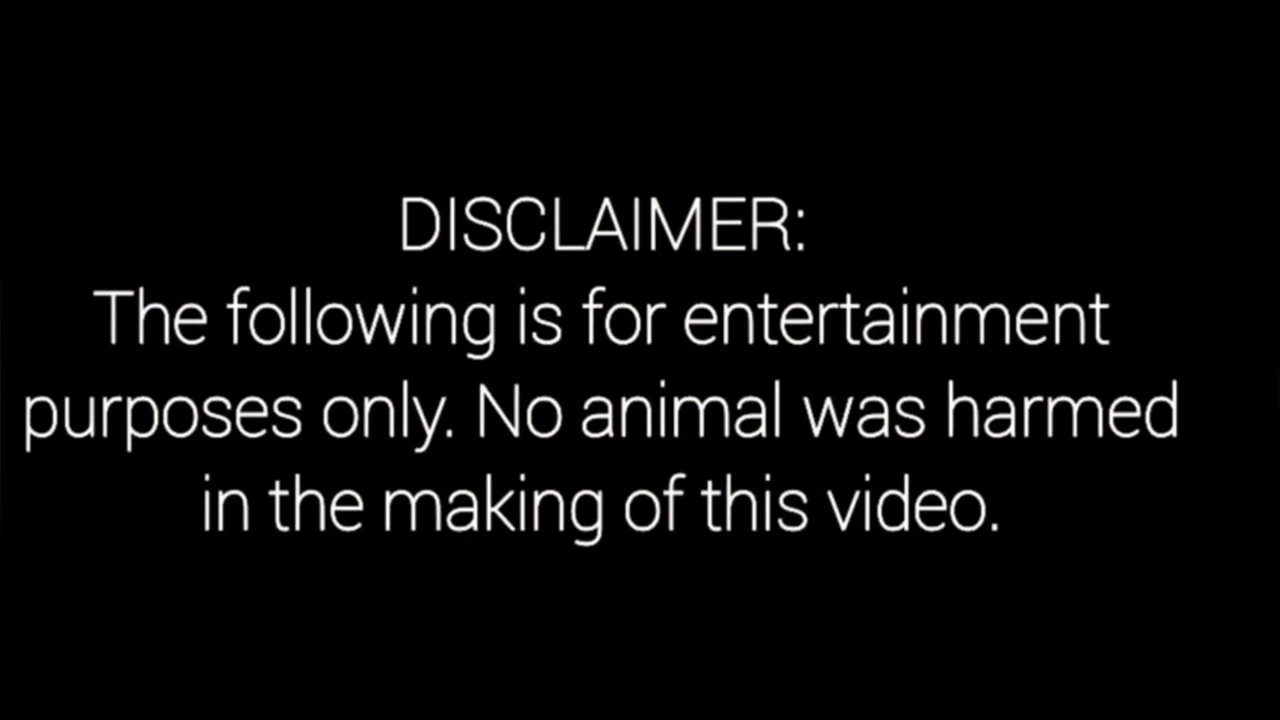 DISCLAIMER:
The following is for entertainment
purposes only. No animal was harmed
in the making of this video.